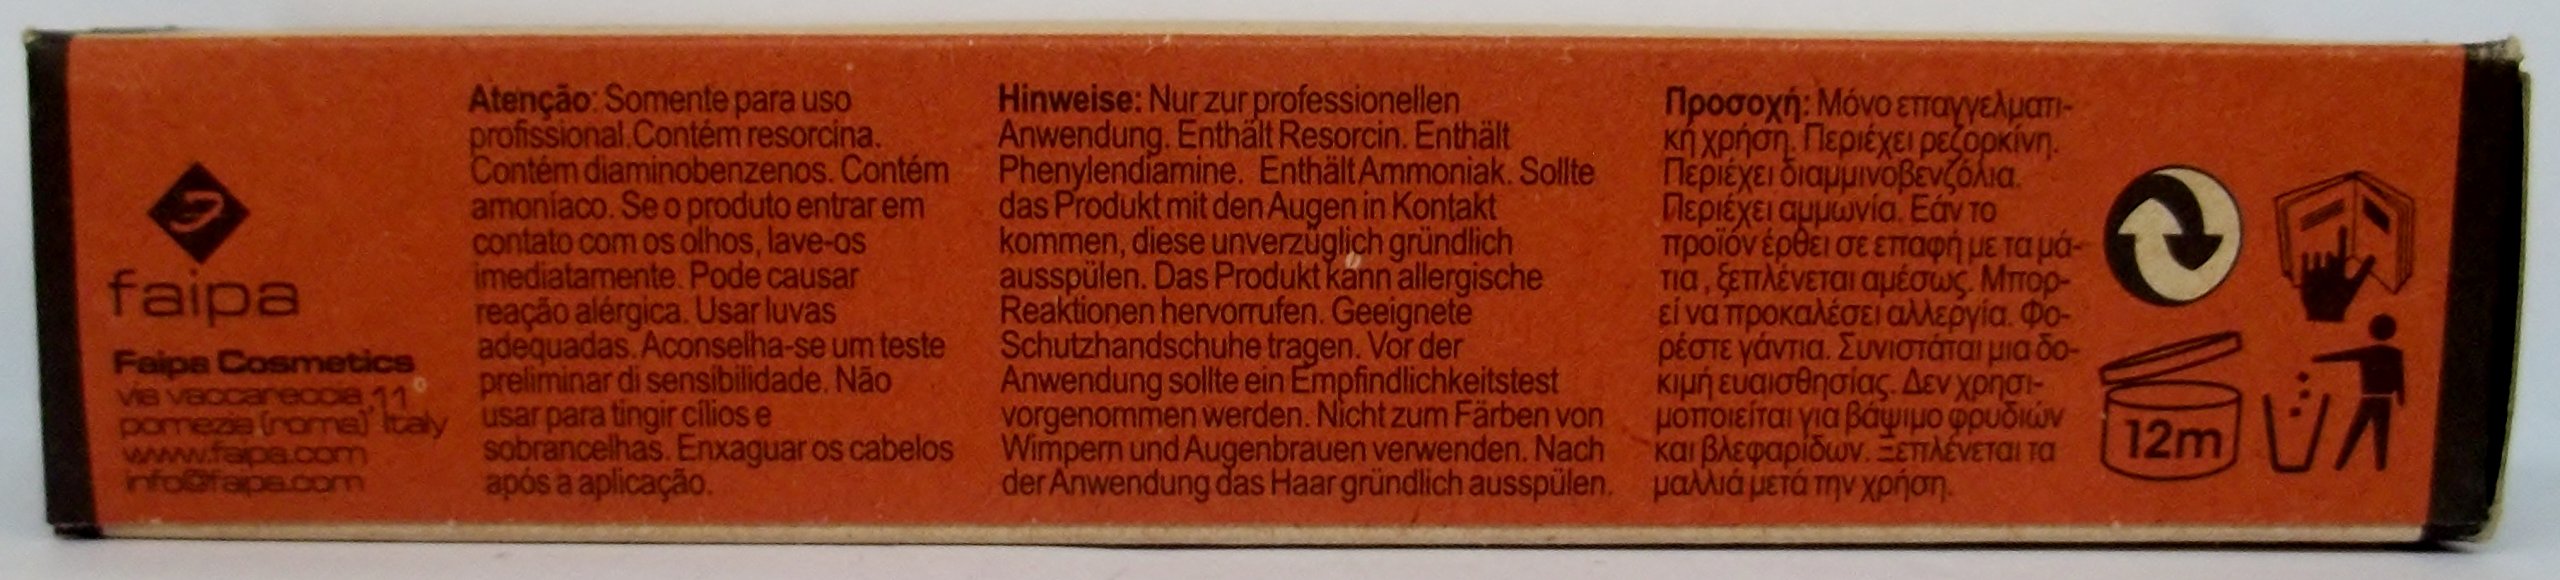 faipa
Faipa Cosmetics
via vaccareccia 11
pomezia (roma) Italy
www.faipa.com
info@faipa.com
Atenção: Somente para uso
profissional.Contém resorcina.
Contém diaminobenzenos. Contém
amoníaco. Se o produto entrar em
contato com os olhos, lave-os
imediatamente. Pode causar
reação alérgica. Usar luvas
adequadas. Aconselha-se um teste
preliminar di sensibilidade. Não
usar para tingir cílios e
sobrancelhas. Enxaguar os cabelos
após a aplicação.
Hinweise: Nur zur professionellen
Anwendung. Enthält Resorcin. Enthält
Phenylendiamine. Enthält Ammoniak. Sollte
das Produkt mit den Augen in Kontakt
kommen, diese unverzüglich gründlich
ausspülen. Das Produkt kann allergische
Reaktionen hervorrufen. Geeignete
Schutzhandschuhe tragen. Vor der
Anwendung sollte ein Empfindlichkeitstest
vorgenommen werden. Nicht zum Färben von
Wimpern und Augenbrauen verwenden. Nach
der Anwendung das Haar gründlich ausspülen.
Προσοχή: Μόνο επαγγελματι-
κή χρήση. Περιέχει ρεζορκίνη.
Περιέχει διαμμινοβενζόλια.
Περιέχει αμμωνία. Εάν το
προϊόν έρθει σε επαφή με τα μά-
τια , ξεπλένεται αμέσως. Μπορ-
εί να προκαλέσει αλλεργία. Φο-
ρέστε γάντια. Συνιστάται μια δο-
κιμή ευαισθησίας. Δεν χρησι-
μοποιείται για βάψιμο φρυδιών
και βλεφαρίδων. Ξεπλένεται τα
μαλλιά μετά την χρήση.
12m